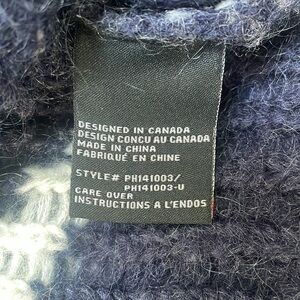 DESIGNED IN CANADA
DESIGN CONCU AU CANADA
MADE IN CHINA
FABRIQUÉ EN CHINE
STYLE# PH141003/
PH141003-U
CARE OVER
INSTRUCTIONS A L'ENDOS